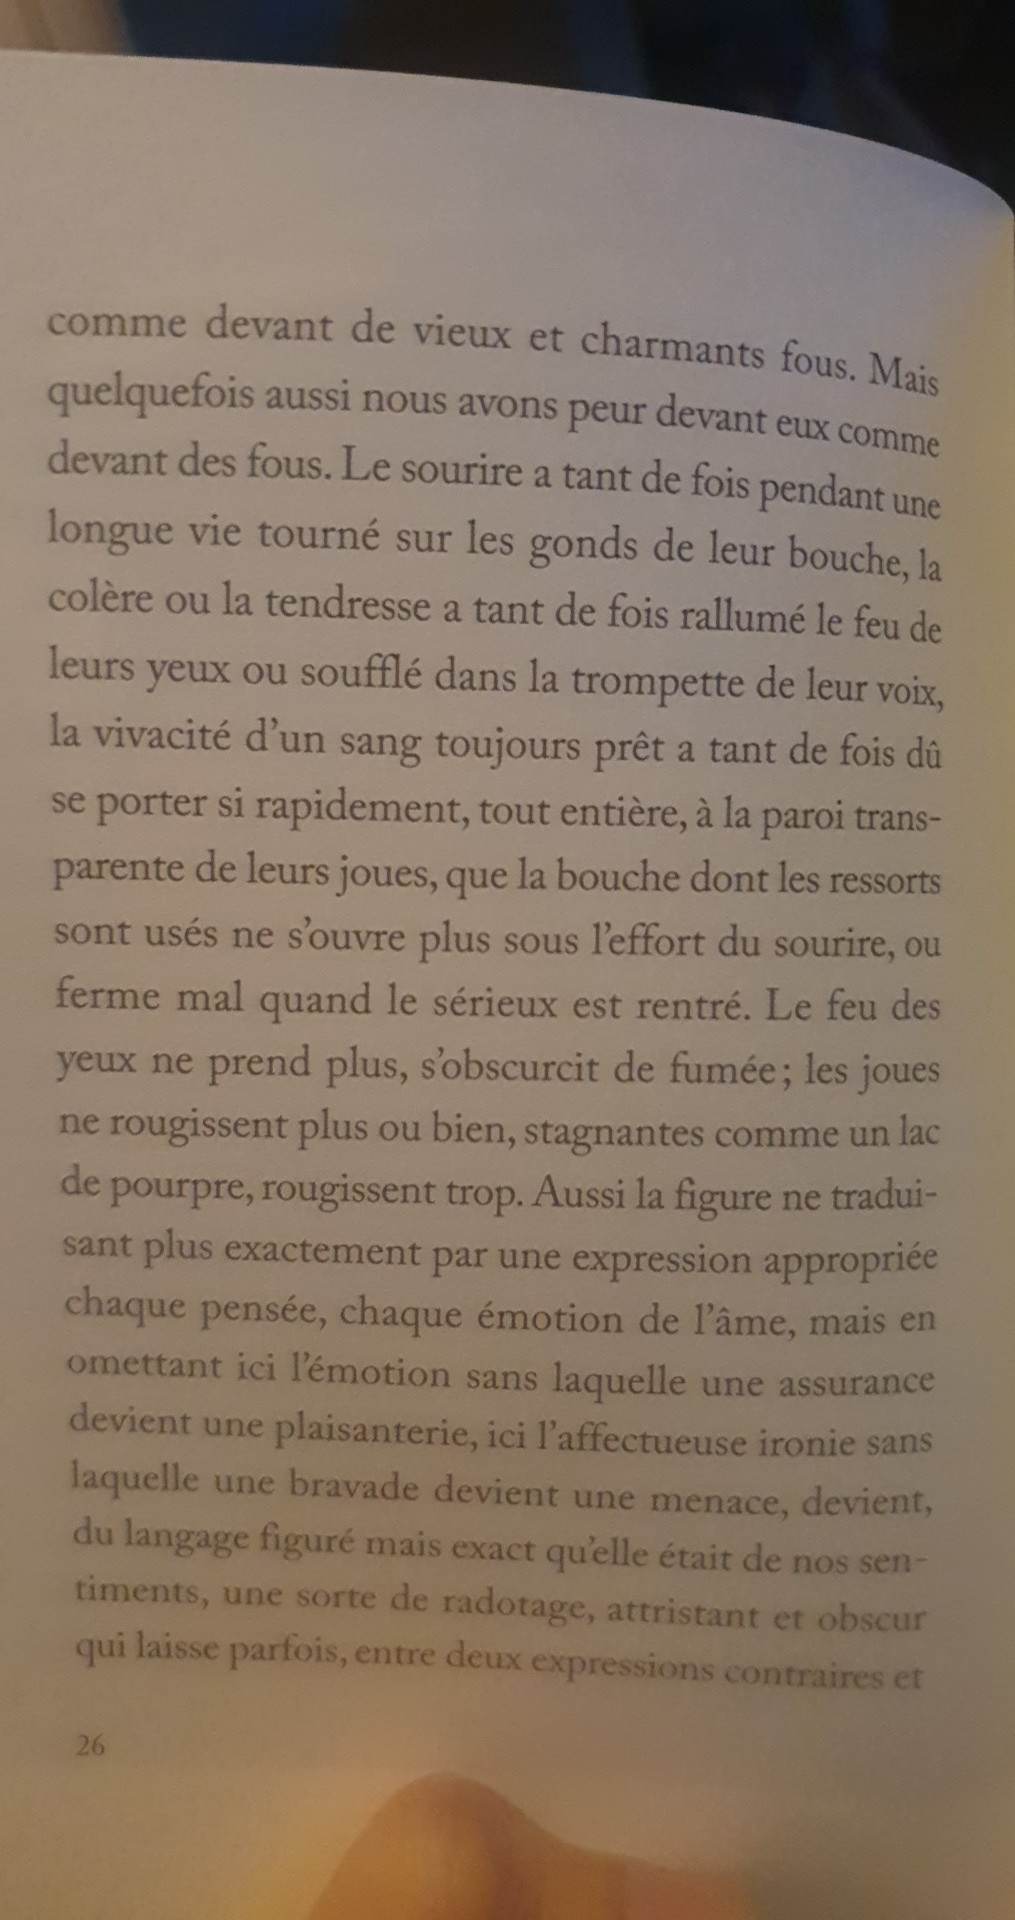 comme devant de vieux et charmants fous. Mais
quelquefois aussi nous avons peur devant eux comme
devant des fous. Le sourire a tant de fois pendant une
longue vie tourné sur les gonds de leur bouche, la
colère ou la tendresse a tant de fois rallumé le feu de
leurs yeux ou soufflé dans la trompette de leur voix,
la vivacité d'un sang toujours prêt a tant de fois dû
se porter si rapidement, tout entière, à la paroi trans-
parente de leurs joues, que la bouche dont les ressorts
sont usés ne s'ouvre plus sous l'effort du sourire, ou
ferme mal quand le sérieux est rentré. Le feu des
yeux ne prend plus, s'obscurcit de fumée; les joues
ne rougissent plus ou bien, stagnantes comme un lac
de pourpre, rougissent trop. Aussi la figure ne tradui-
sant plus exactement par une expression appropriée
chaque pensée, chaque émotion de l'âme, mais en
omettant ici l'émotion sans laquelle une assurance
devient une plaisanterie, ici l'affectueuse ironie sans
laquelle une bravade devient une menace, devient,
du langage figuré mais exact qu'elle était de nos sen-
timents, une sorte de radotage, attristant et obscur
qui laisse parfois, entre deux expressions contraires et
26